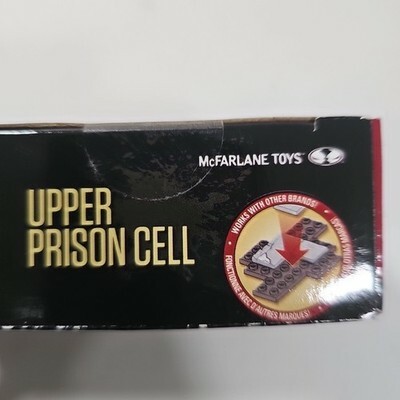 McFARLANE TOYS
UPPER
PRISON CELL
WORKS WITH OTHER BRANDS!
FONCTIONNE AVEC D'AUTRES MARQUES!